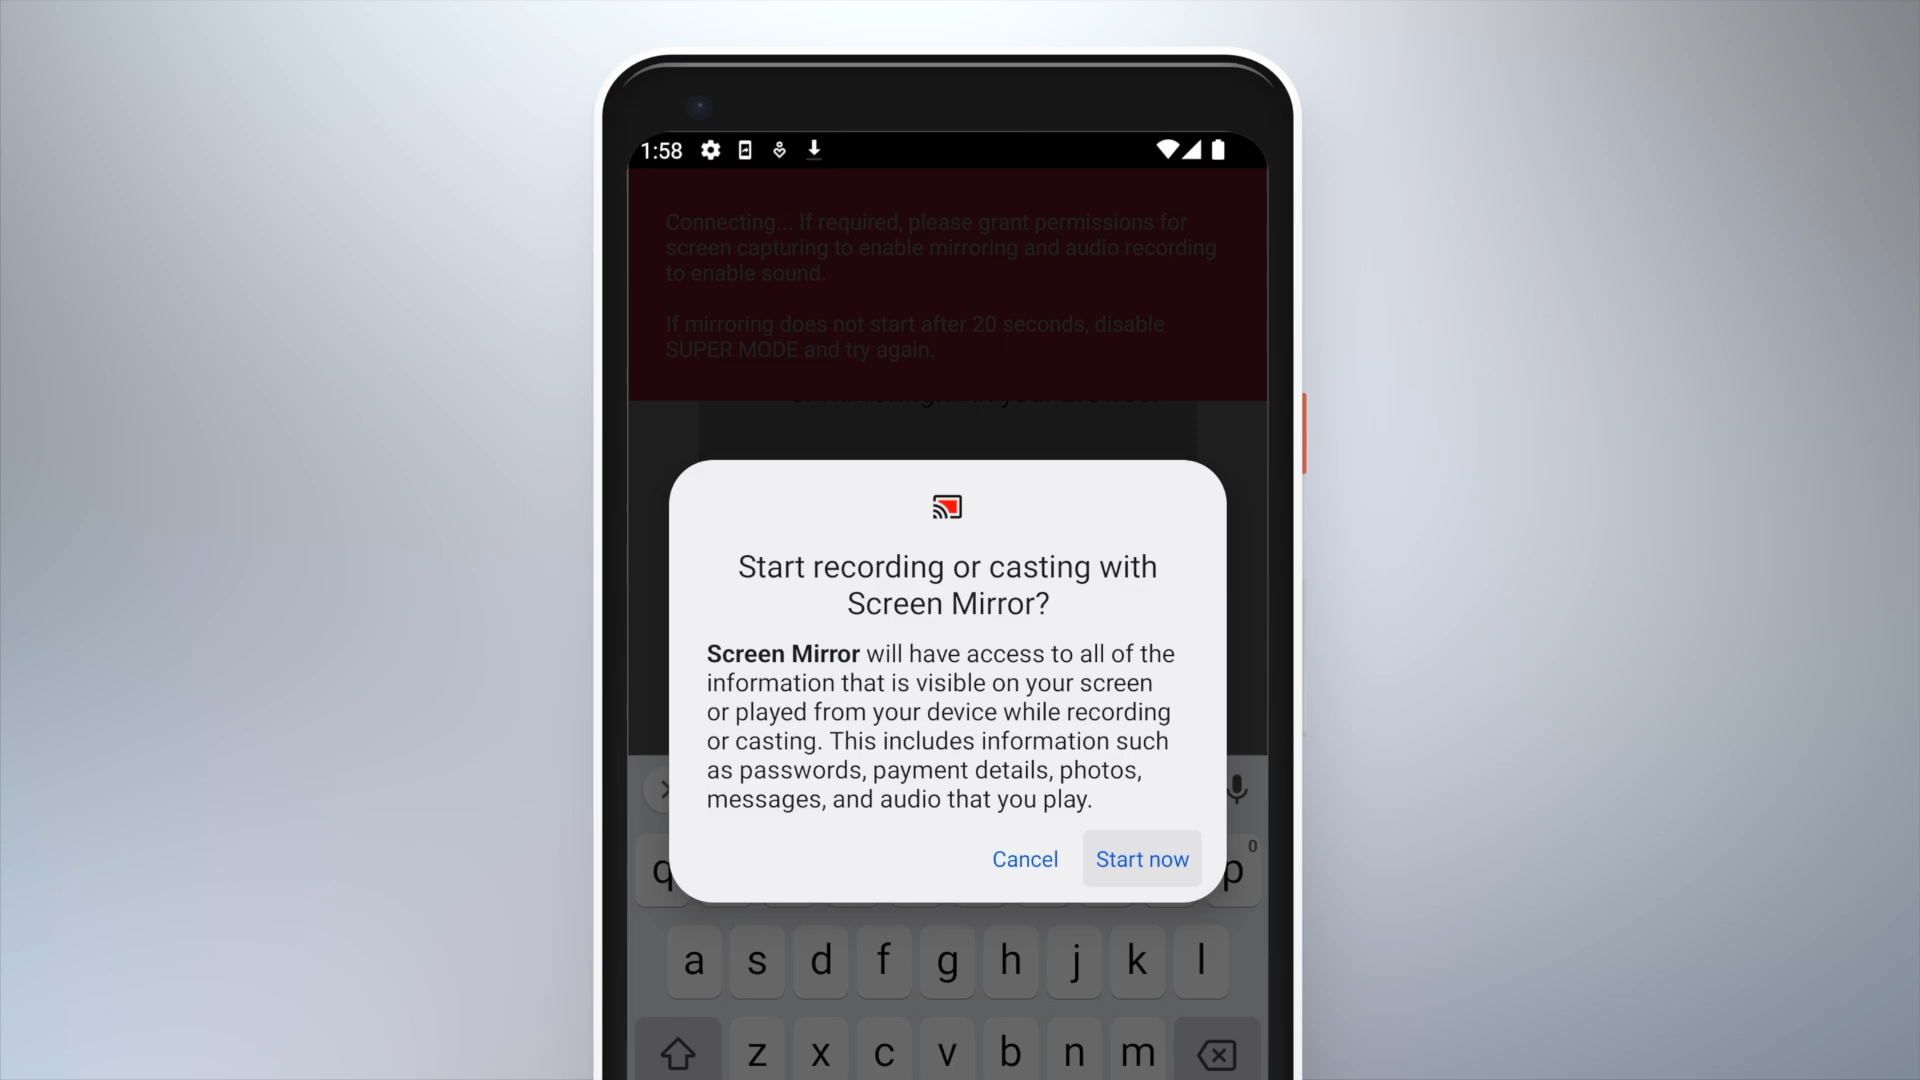 1:58
Connecting... If required, please grant permissions for
screen capturing to enable mirroring and audio recording
to enable sound.
If mirroring does not start after 20 seconds, disable
SUPER MODE and try again.
Start recording or casting with
Screen Mirror?
Screen Mirror will have access to all of the
information that is visible on your screen
or played from your device while recording
or casting. This includes information such
as passwords, payment details, photos,
messages, and audio that you play.
Cancel Start now
q p 0
a s d f g h j k l
z x c v b n m